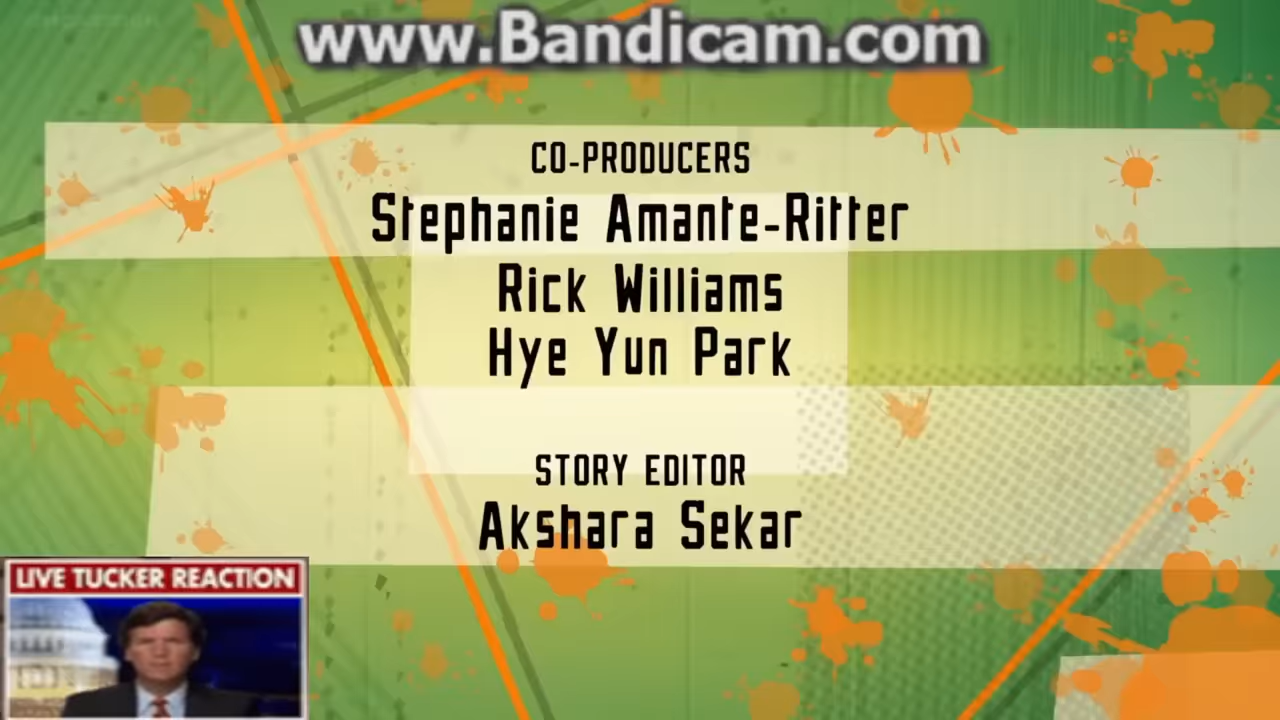 www.Bandicam.com
CO-PRODUCERS
Stephanie Amante-Ritter
Rick Williams
Hye Yun Park
STORY EDITOR
Akshara Sekar
LIVE TUCKER REACTION